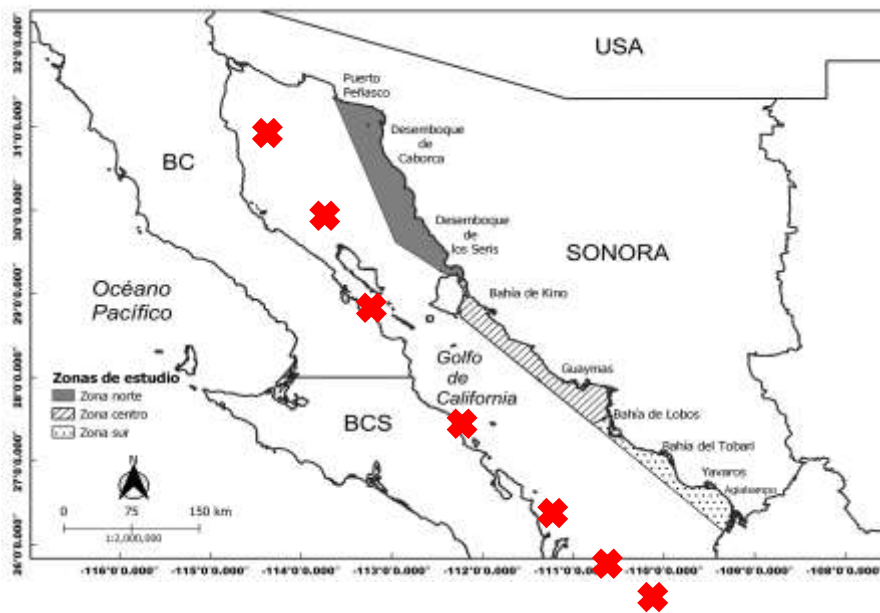 USA
Puerto
Peñasco
Desemboque
de
Caborca
BC
Desemboque
de
los Seris
SONORA
Bahía de Kino
Océano
Pacífico
Golfo
de
California
Zonas de estudio
Zona norte
Zona centro
Zona sur
Guaymas
BCS
Bahía de Lobos
Bahía del Tobari
Yavaros
Agiabampo
N
0 75 150 km
1:2,000,000
32°0'0.000"
31°0'0.000"
30°0'0.000"
29°0'0.000"
28°0'0.000"
27°0'0.000"
26°0'0.000"
-116°0'0.000" -115°0'0.000" -114°0'0.000" -113°0'0.000" -112°0'0.000" -111°0'0.000" -110°0'0.000" -109°0'0.000" -108°0'0.000"